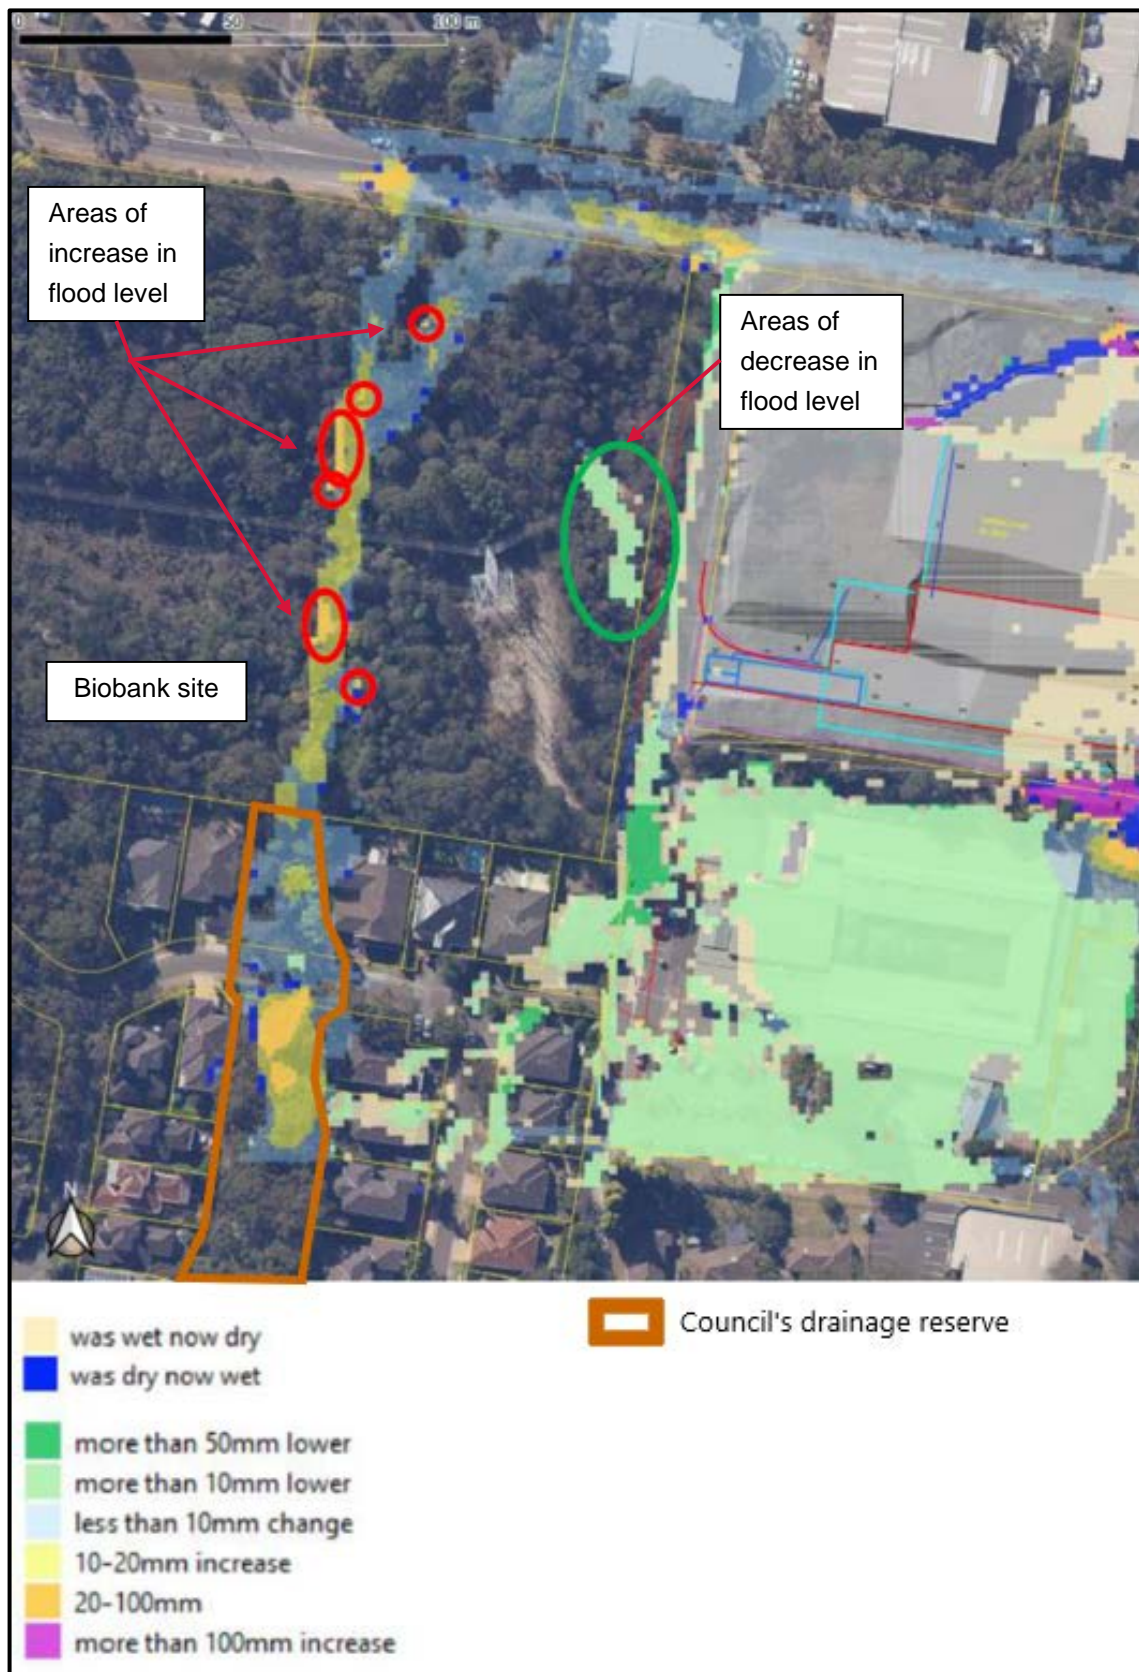 0 50 100 m
Areas of
increase in
flood level
Areas of
decrease in
flood level
Biobank site
N
was wet now dry
was dry now wet
more than 50mm lower
more than 10mm lower
less than 10mm change
10-20mm increase
20-100mm
more than 100mm increase
Council's drainage reserve